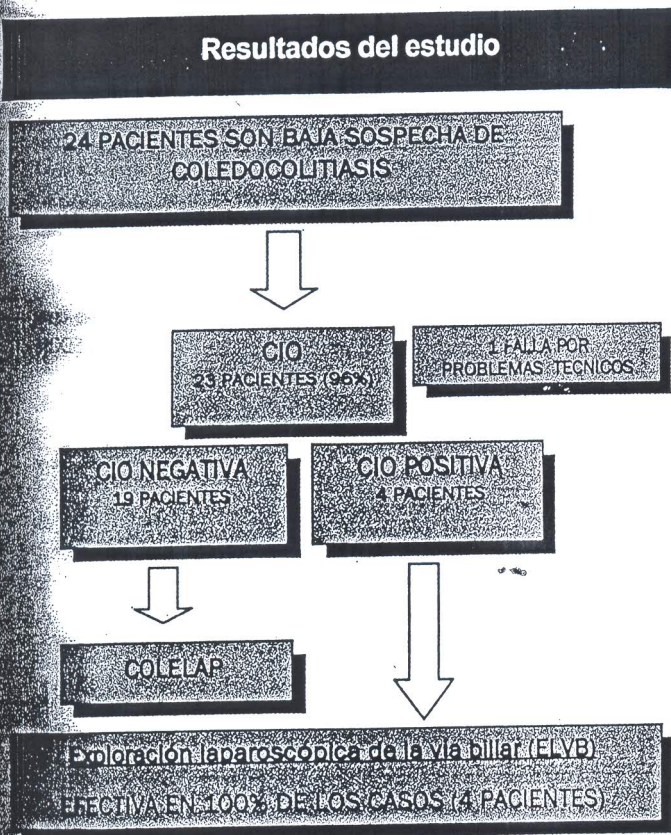 Resultados del estudio
24 PACIENTES SON BAJA SOSPECHA DE
COLEDOCOLITIASIS
CIO
23 PACIENTES (96%)
1 FALLA POR
PROBLEMAS TECNICOS
CIO NEGATIVA
19 PACIENTES
CIO POSITIVA
4 PACIENTES
COLELAP
Exploración laparoscópica de la vía biliar (ELVB)
EFECTIVA EN 100% DE LOS CASOS (4 PACIENTES)